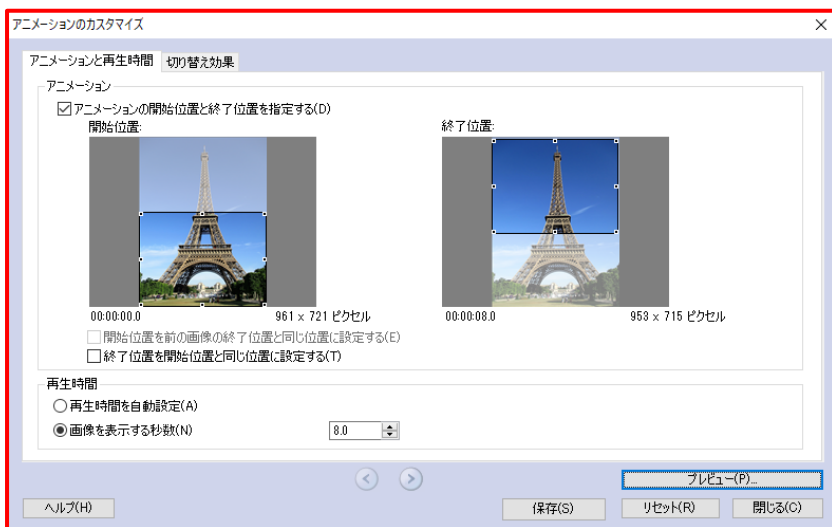 アニメーションのカスタマイズ
アニメーションと再生時間 切り替え効果
アニメーション
アニメーションの開始位置と終了位置を指定する(D)
開始位置: 終了位置:
00:00:00.0 961 x 721 ピクセル 00:00:08.0 953 x 715 ピクセル
開始位置を前の画像の終了位置と同じ位置に設定する(E)
終了位置を開始位置と同じ位置に設定する(T)
再生時間
再生時間を自動設定(A)
画像を表示する秒数(N) 8.0
プレビュー(P)...
ヘルプ(H) 保存(S) リセット(R) 閉じる(C)